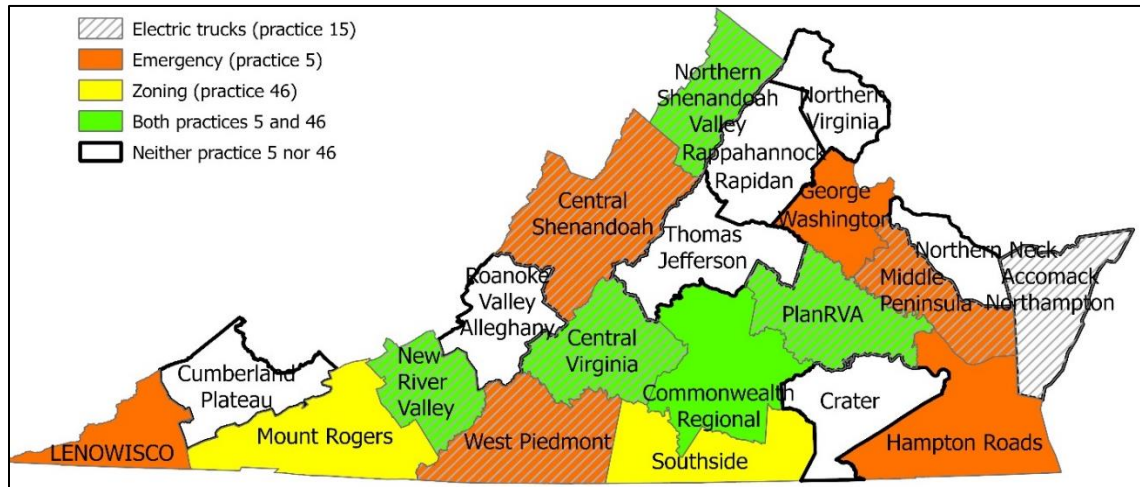 Electric trucks (practice 15)
Emergency (practice 5)
Zoning (practice 46)
Both practices 5 and 46
Neither practice 5 nor 46
Northern
Shenandoah
Valley
Northern
Virginia
Rappahannock
Rapidan
George
Washington
Central
Shenandoah
Thomas
Jefferson
Northern Neck
Middle
Peninsula
Accomack
Northampton
Roanoke
Valley
Alleghany
PlanRVA
Central
Virginia
New
River
Valley
Cumberland
Plateau
Commonwealth
Regional
Crater
LENOWISCO
Mount Rogers
West Piedmont
Southside
Hampton Roads